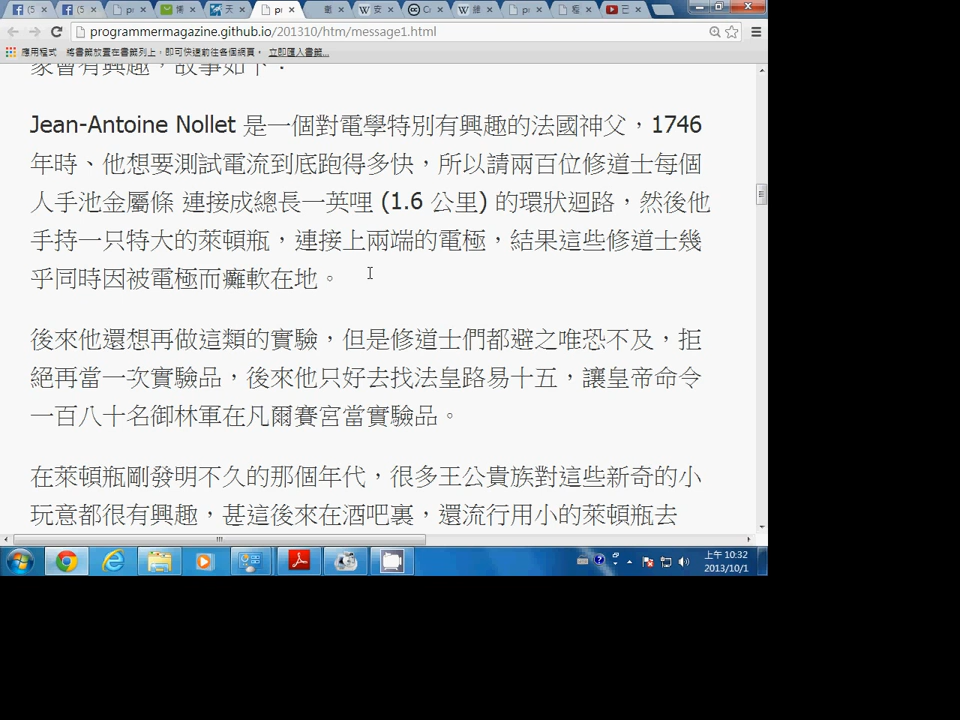 programmermagazine.github.io/201310/htm/message1.html
應用程式 將書籤放置在書籤列上，即可快速前往各個網頁。 立即匯入書籤...
家會有興趣，故事如下：
Jean-Antoine Nollet 是一個對電學特別有興趣的法國神父，1746
年時、他想要測試電流到底跑得多快，所以請兩百位修道士每個
人手池金屬條 連接成總長一英哩 (1.6 公里) 的環狀迴路，然後他
手持一只特大的萊頓瓶，連接上兩端的電極，結果這些修道士幾
乎同時因被電極而癱軟在地。
後來他還想再做這類的實驗，但是修道士們都避之唯恐不及，拒
絕再當一次實驗品，後來他只好去找法皇路易十五，讓皇帝命令
一百八十名御林軍在凡爾賽宮當實驗品。
在萊頓瓶剛發明不久的那個年代，很多王公貴族對這些新奇的小
玩意都很有興趣，甚這後來在酒吧裏，還流行用小的萊頓瓶去
上午 10:32
2013/10/1